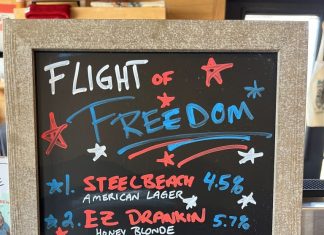 FLIGHT OF
FREEDOM
1. STEELBEACH 4.5%
AMERICAN LAGER
2. EZ DRANKIN 5.7%
HONEY BLONDE